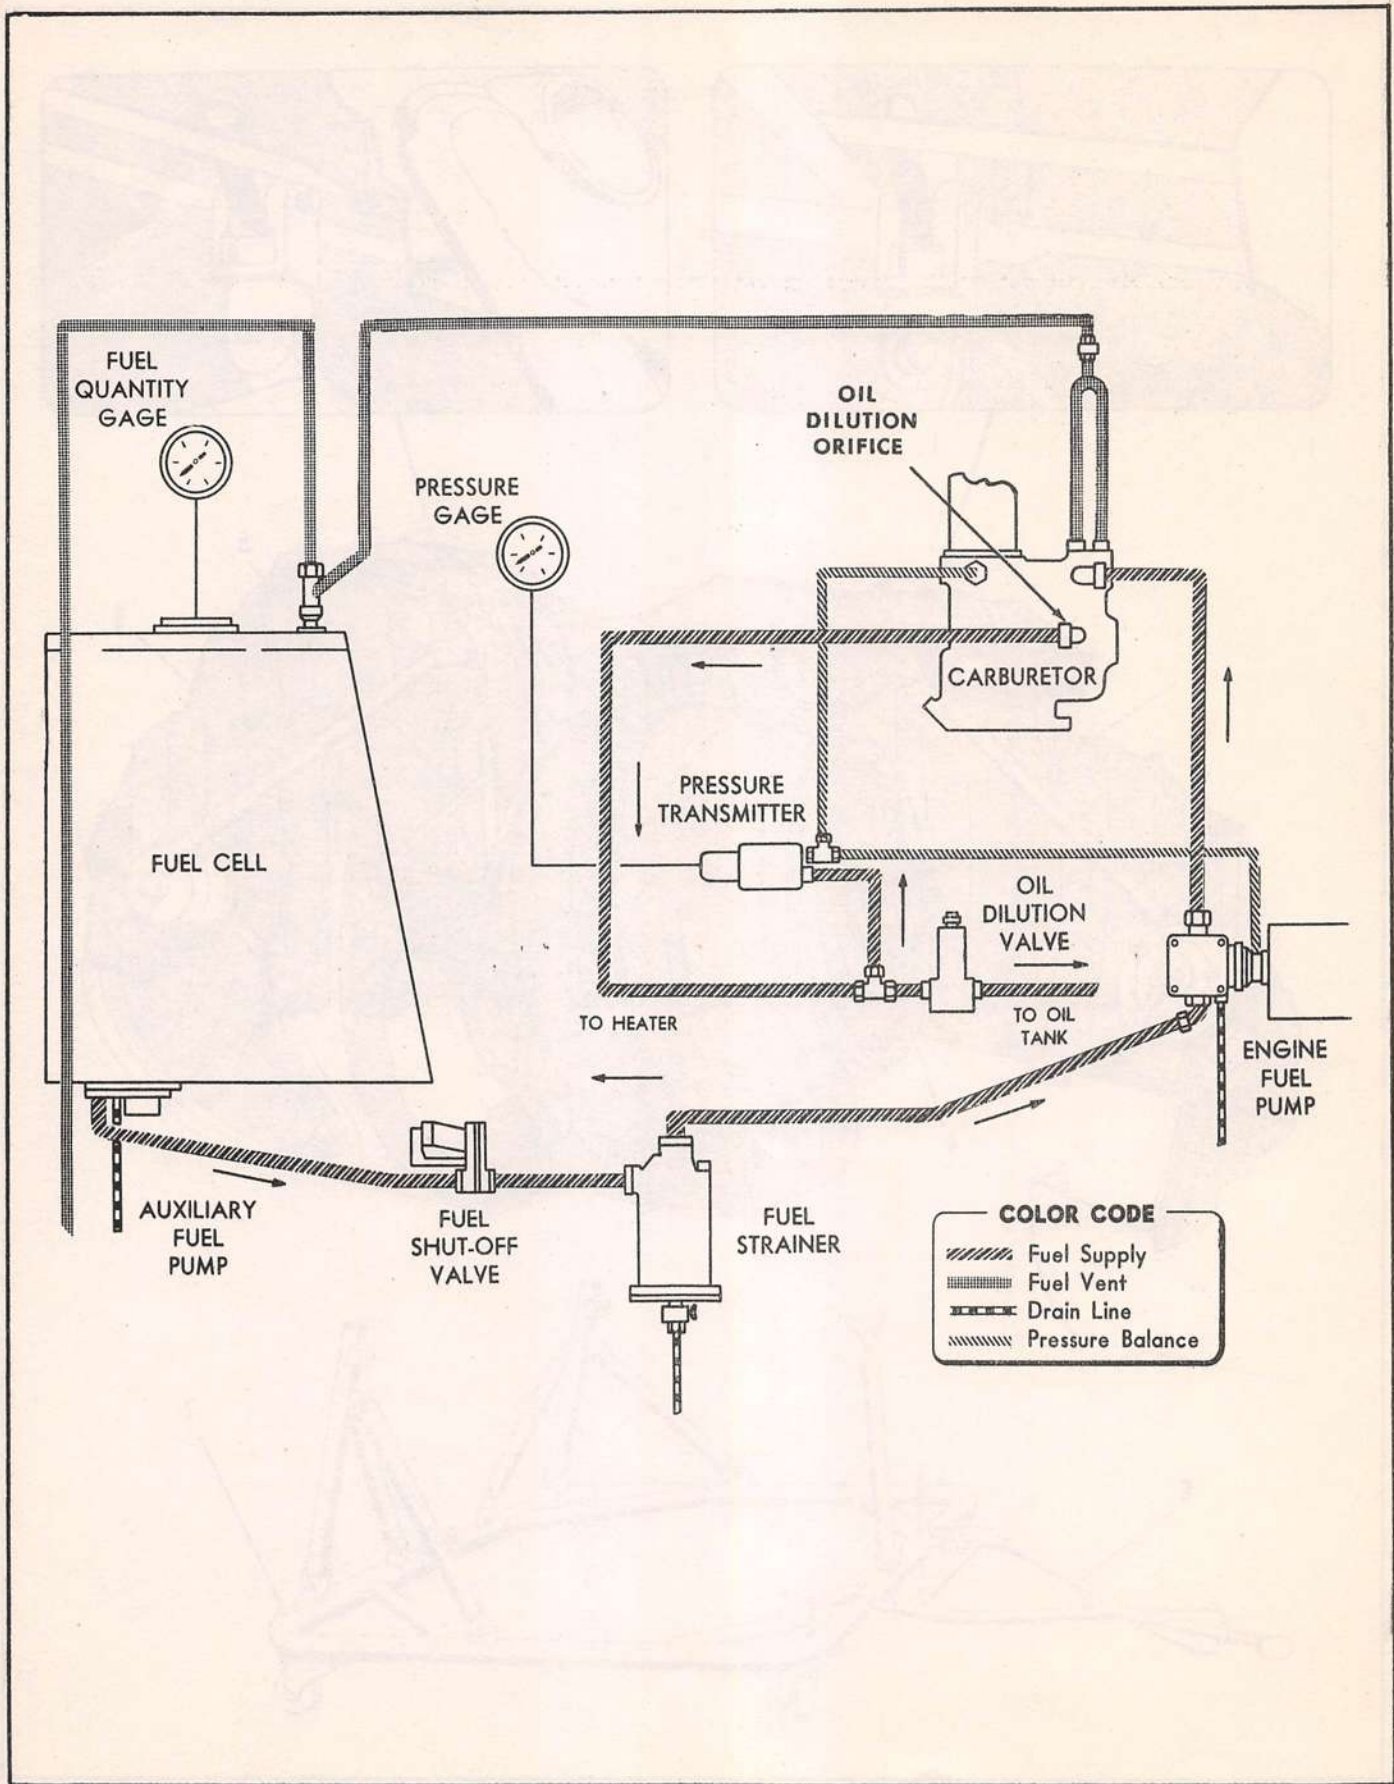 FUEL
QUANTITY
GAGE
PRESSURE
GAGE
OIL
DILUTION
ORIFICE
CARBURETOR
PRESSURE
TRANSMITTER
FUEL CELL
OIL
DILUTION
VALVE
TO HEATER
TO OIL
TANK
ENGINE
FUEL
PUMP
AUXILIARY
FUEL
PUMP
FUEL
SHUT-OFF
VALVE
FUEL
STRAINER
COLOR CODE
Fuel Supply
Fuel Vent
Drain Line
Pressure Balance